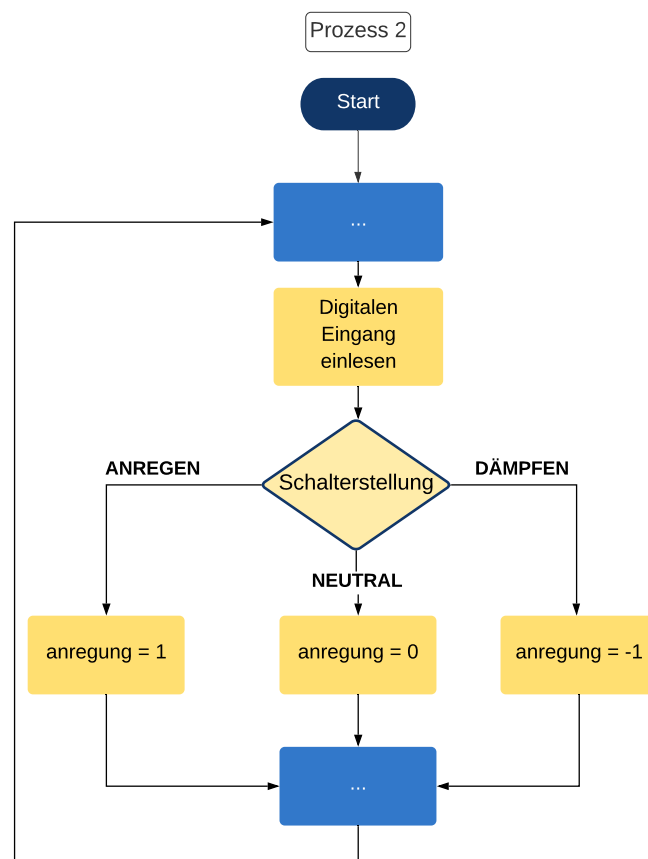 Prozess 2
Start
...
Digitalen
Eingang
einlesen
Schalterstellung
ANREGEN
DÄMPFEN
NEUTRAL
anregung = 1
anregung = 0
anregung = -1
...